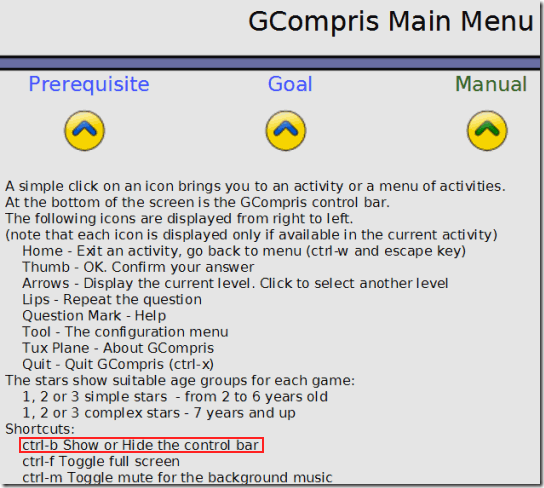 GCompris Main Menu
Prerequisite Goal Manual
A simple click on an icon brings you to an activity or a menu of activities.
At the bottom of the screen is the GCompris control bar.
The following icons are displayed from right to left.
(note that each icon is displayed only if available in the current activity)
Home - Exit an activity, go back to menu (ctrl-w and escape key)
Thumb - OK. Confirm your answer
Arrows - Display the current level. Click to select another level
Lips - Repeat the question
Question Mark - Help
Tool - The configuration menu
Tux Plane - About GCompris
Quit - Quit GCompris (ctrl-x)
The stars show suitable age groups for each game:
1, 2 or 3 simple stars - from 2 to 6 years old
1, 2 or 3 complex stars - 7 years and up
Shortcuts:
ctrl-b Show or Hide the control bar
ctrl-f Toggle full screen
ctrl-m Toggle mute for the background music